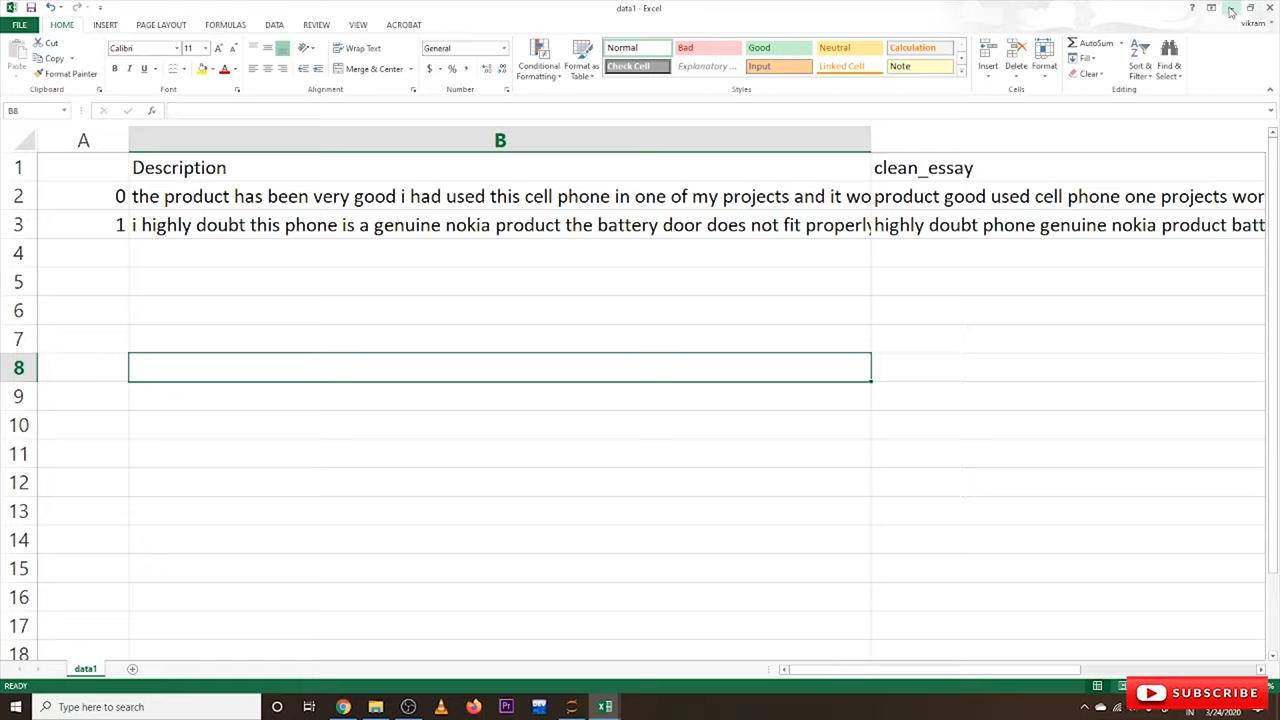 data1 - Excel
vikram
FILE HOME INSERT PAGE LAYOUT FORMULAS DATA REVIEW VIEW ACROBAT
Cut
Copy
Format Painter
Paste
Clipboard
Calibri 11
B I U
Font
Wrap Text
Merge & Center
Alignment
General
$ % ,
Number
Conditional Formatting
Format as Table
Normal Bad Good Neutral Calculation
Check Cell Explanatory ... Input Linked Cell Note
Styles
Insert Delete Format
Cells
AutoSum
Fill
Clear
Sort & Filter
Find & Select
Editing
B8
A B
1 Description clean_essay
2 0 the product has been very good i had used this cell phone in one of my projects and it wo product good used cell phone one projects wor
3 1 i highly doubt this phone is a genuine nokia product the battery door does not fit properly highly doubt phone genuine nokia product batt
4
5
6
7
8
9
10
11
12
13
14
15
16
17
18
data1
READY
SUBSCRIBE
Type here to search
IN 3/24/2020